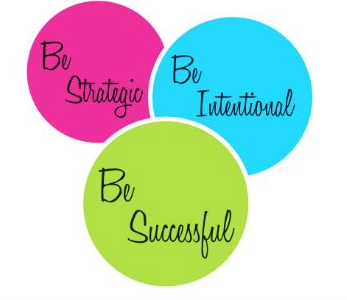 Be
Strategic
Be
Intentional
Be
Successful